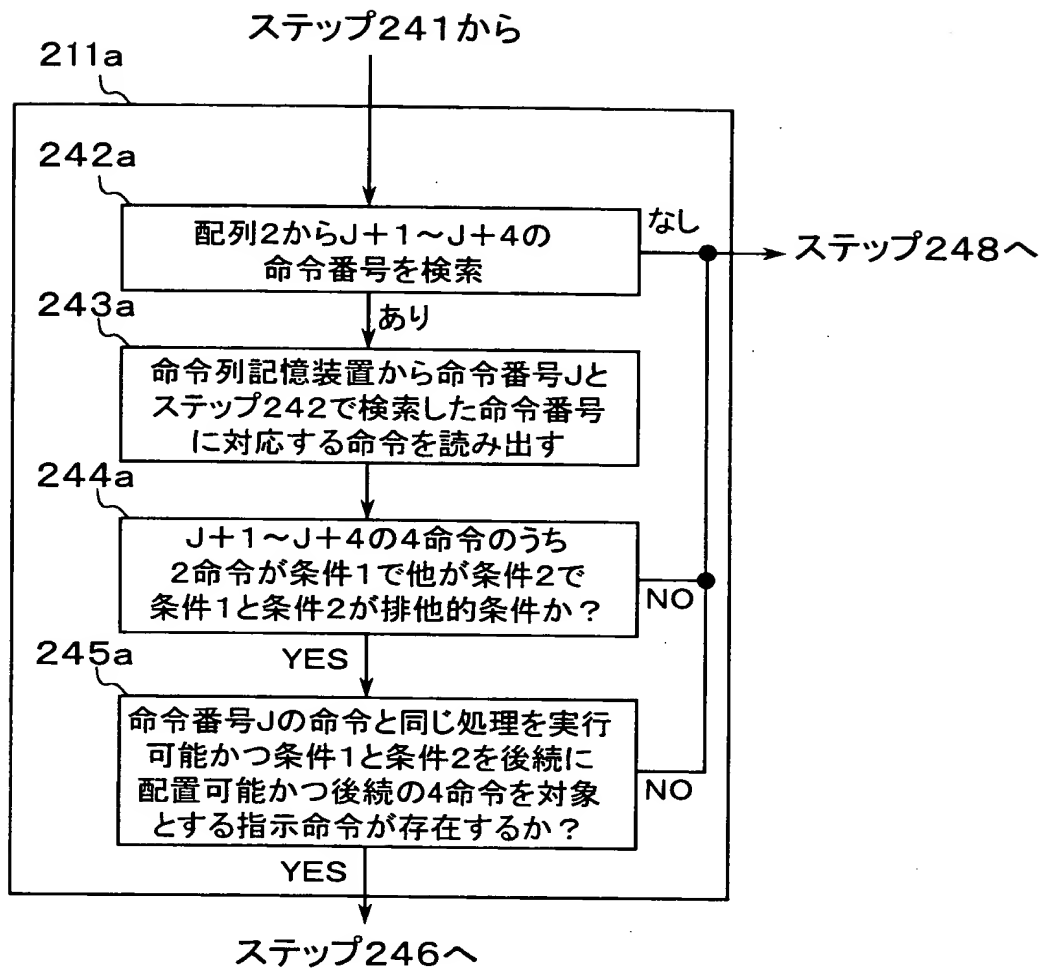 ステップ241から
211a
242a
配列2からJ+1～J+4の
命令番号を検索
なし
ステップ248へ
あり
243a
命令列記憶装置から命令番号Jと
ステップ242で検索した命令番号
に対応する命令を読み出す
244a
J+1～J+4の4命令のうち
2命令が条件1で他が条件2で
条件1と条件2が排他的条件か?
NO
YES
245a
命令番号Jの命令と同じ処理を実行
可能かつ条件1と条件2を後続に
配置可能かつ後続の4命令を対象
とする指示命令が存在するか?
NO
YES
ステップ246へ